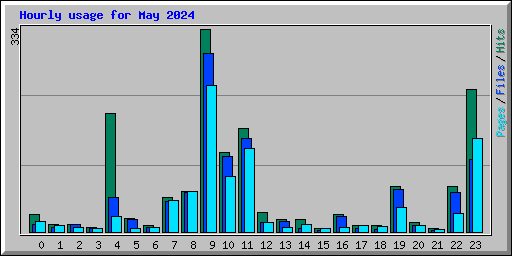 Hourly usage for May 2024
334
Pages / Files / Hits
0 1 2 3 4 5 6 7 8 9 10 11 12 13 14 15 16 17 18 19 20 21 22 23